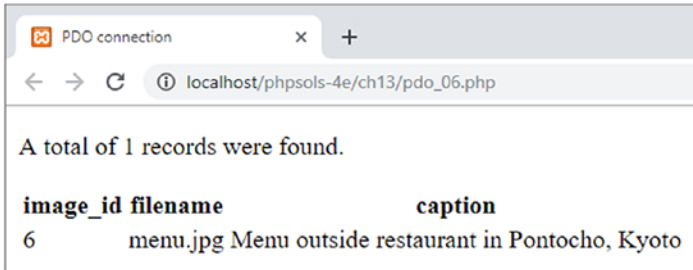 PDO connection
localhost/phpsols-4e/ch13/pdo_06.php
A total of 1 records were found.
image_id filename caption
6 menu.jpg Menu outside restaurant in Pontocho, Kyoto